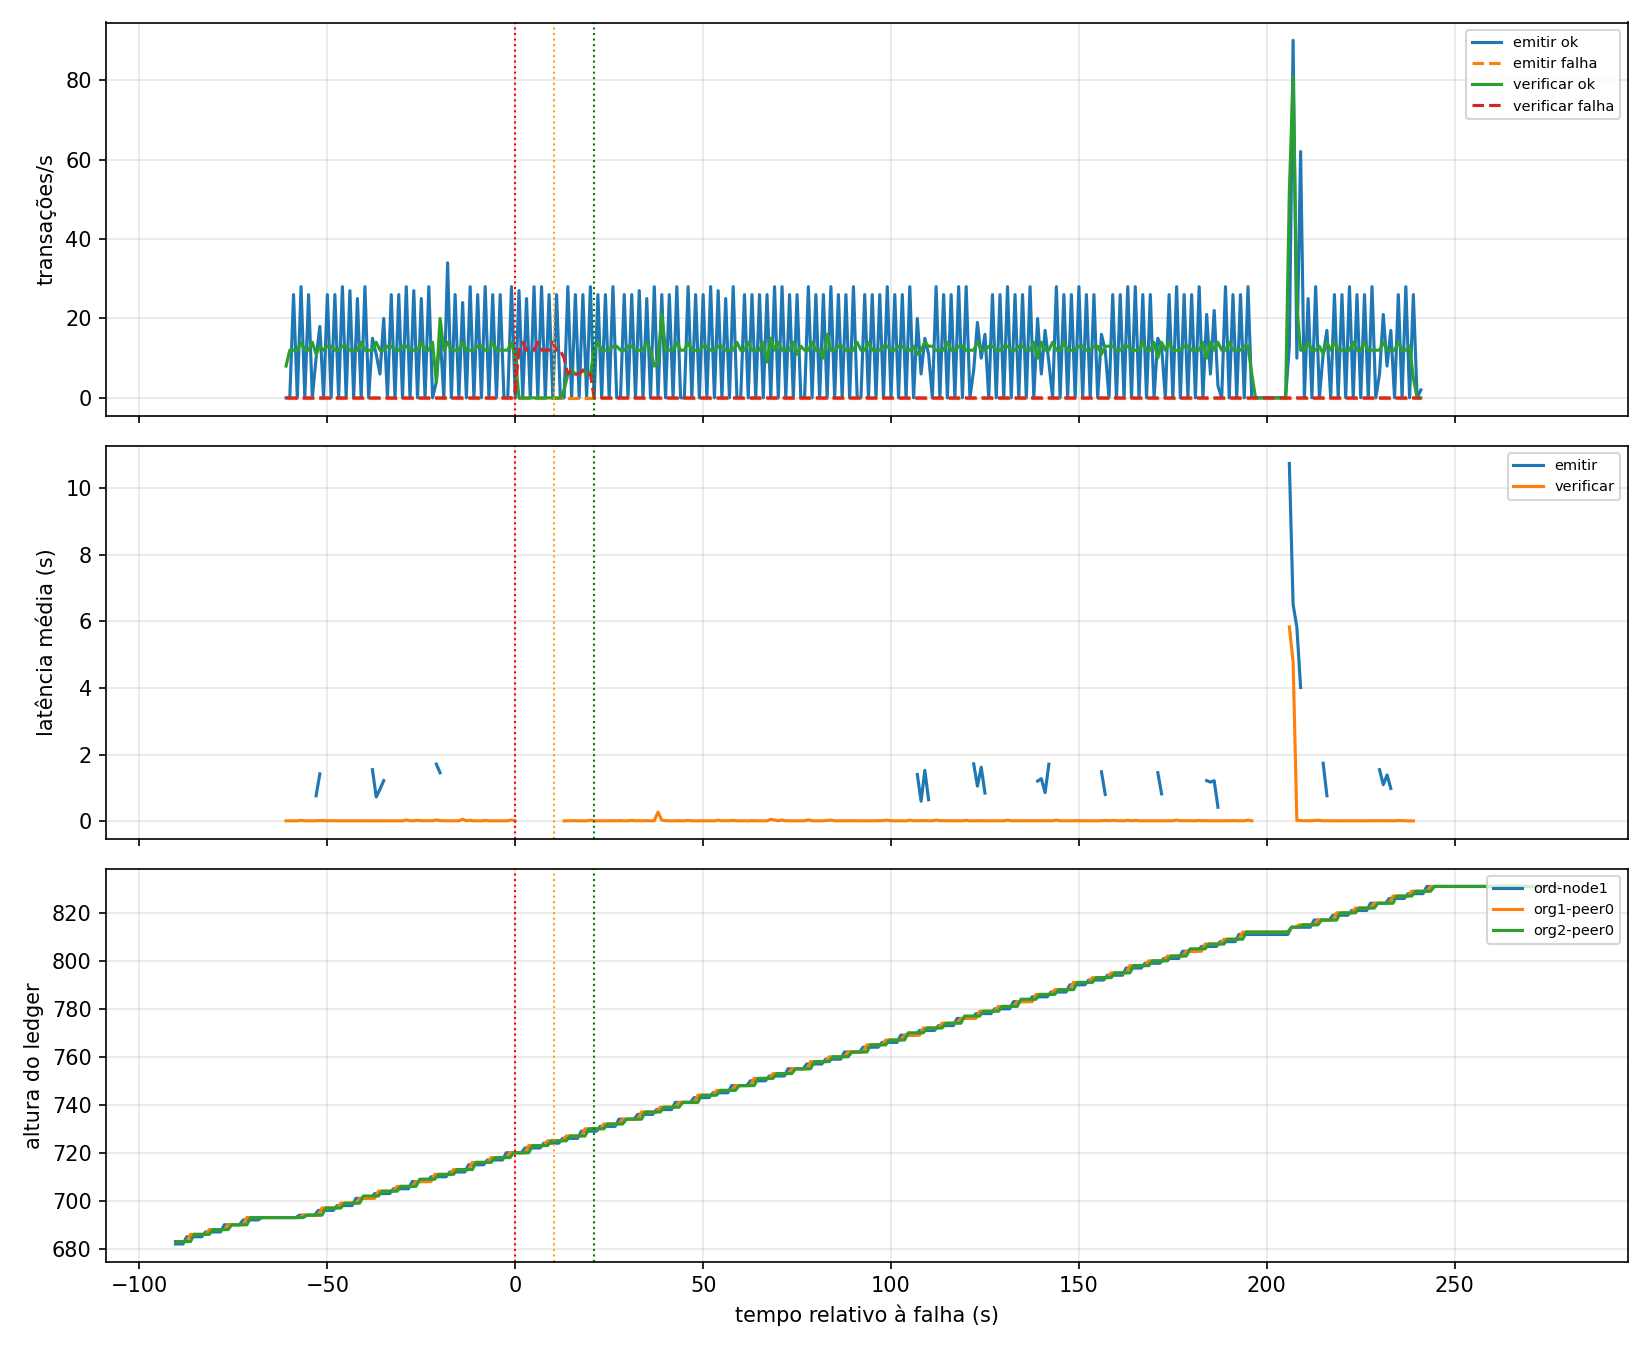 transações/s
80
60
40
20
0
emitir ok
emitir falha
verificar ok
verificar falha
latência média (s)
10
8
6
4
2
0
emitir
verificar
altura do ledger
820
800
780
760
740
720
700
680
ord-node1
org1-peer0
org2-peer0
−100
−50
0
50
100
150
200
250
tempo relativo à falha (s)